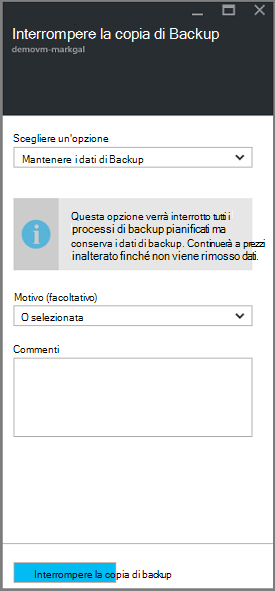 Interrompere la copia di Backup
demovm-markgal
Scegliere un'opzione
Mantenere i dati di Backup
Questa opzione verrà interrotto tutti i
processi di backup pianificati ma
conserva i dati di backup. Continuerà a prezzi
inalterato finché non viene rimosso dati.
Motivo (facoltativo)
O selezionata
Commenti
Interrompere la copia di backup